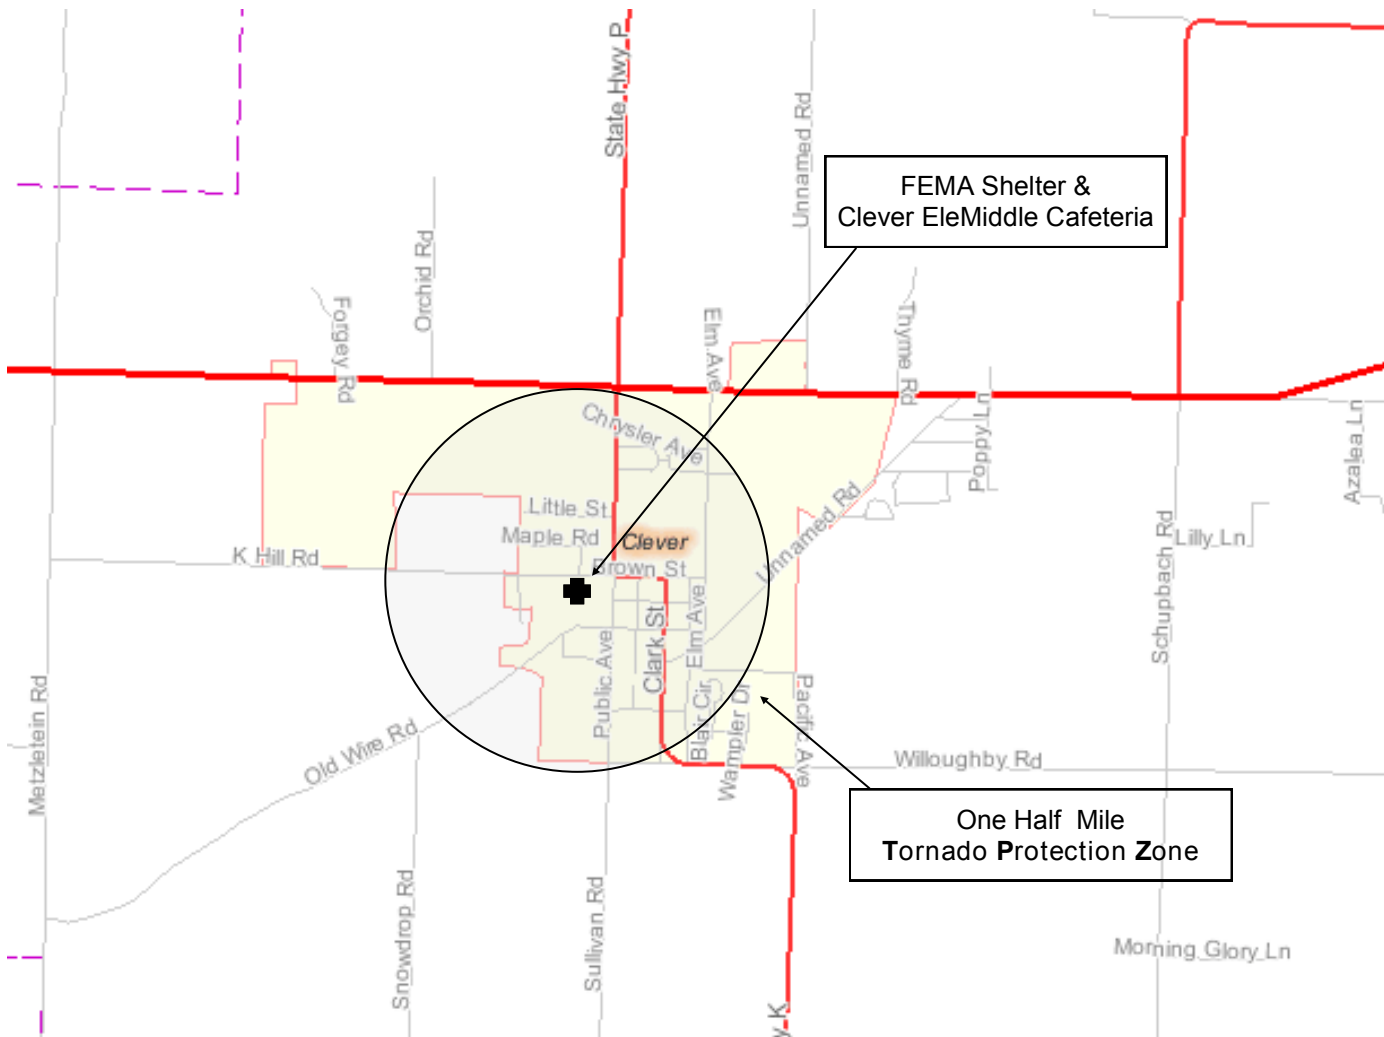 State Hwy P
Unnamed Rd
FEMA Shelter &
Clever EleMiddle Cafeteria
Orchid Rd
Forgey Rd
Elm Ave
Thyme Rd
Chrysler Ave
Poppy Ln
Azalea Ln
Little St
Maple Rd
Clever
Unnamed Rd
Lilly Ln
K Hill Rd
Brown St
Schupbach Rd
Clark St
Elm Ave
Public Ave
Metzletein Rd
Old Wire Rd
Blair Cir
Wampler Dr
Pacific Ave
Willoughby Rd
One Half Mile
Tornado Protection Zone
Snowdrop Rd
Sullivan Rd
Morning Glory Ln
y K